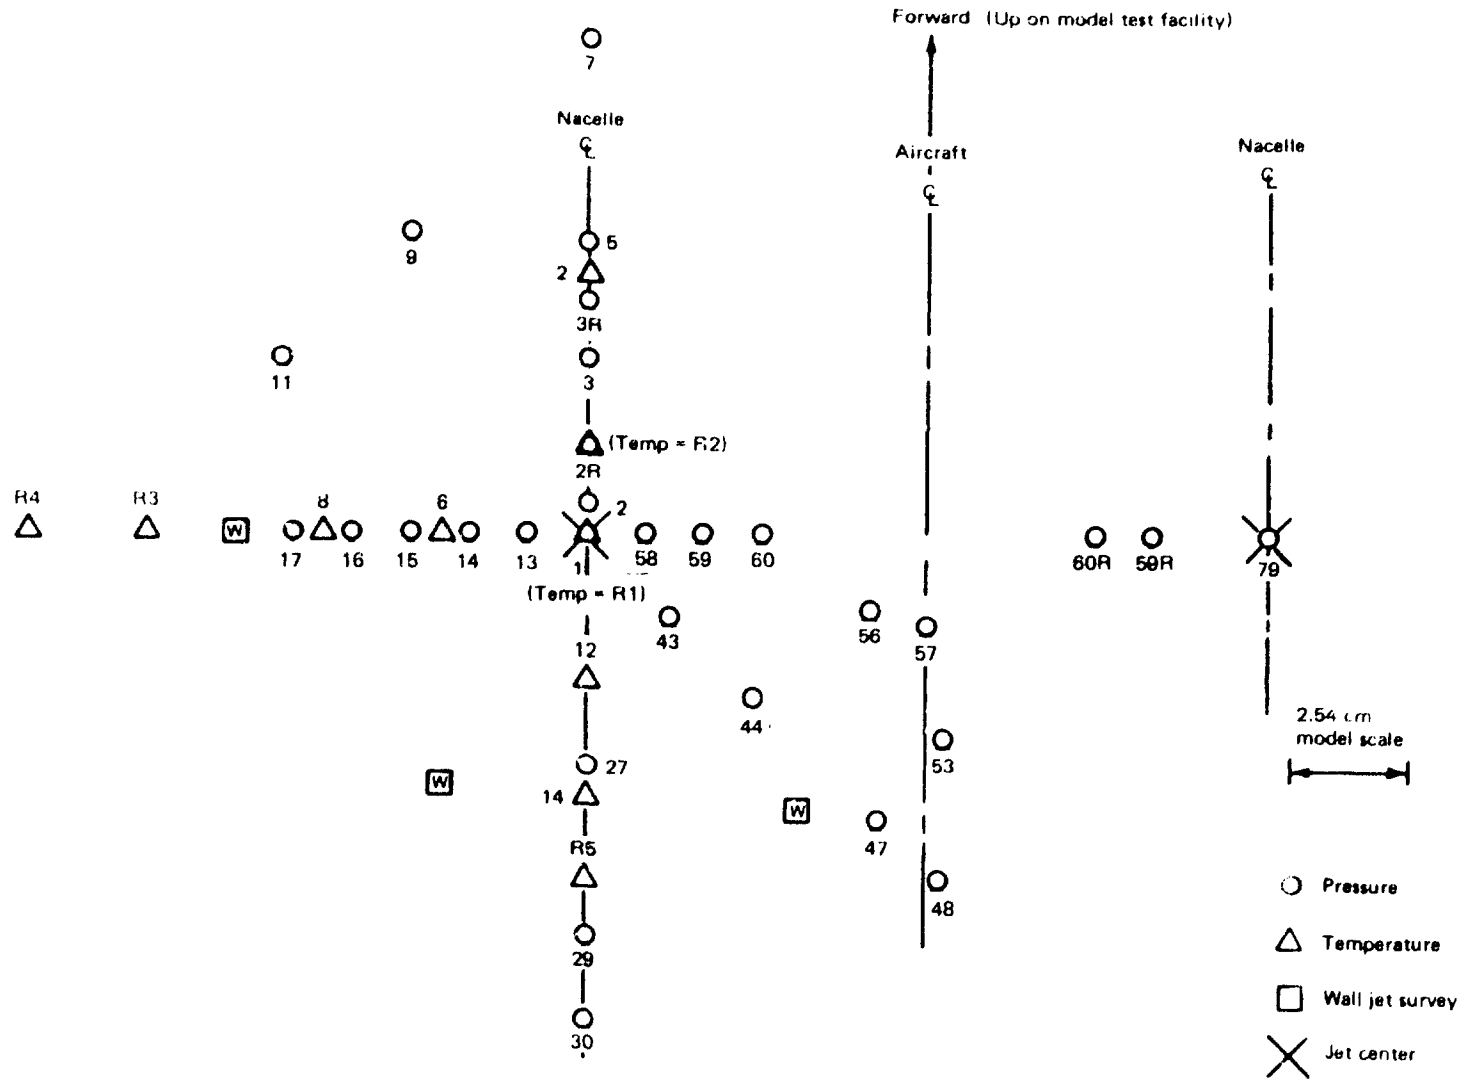 Forward (Up on model test facility)
7
Nacelle
℄
Aircraft
℄
Nacelle
℄
9
5
2
3R
11
3
(Temp = R2)
2R
R4
R3
8
6
2
W
17
16
15
14
13
1
58
59
60
60R
59R
79
(Temp = R1)
43
56
57
12
44
2.54 cm
model scale
53
27
W
14
W
47
R5
48
Pressure
29
Temperature
Wall jet survey
30
Jet center